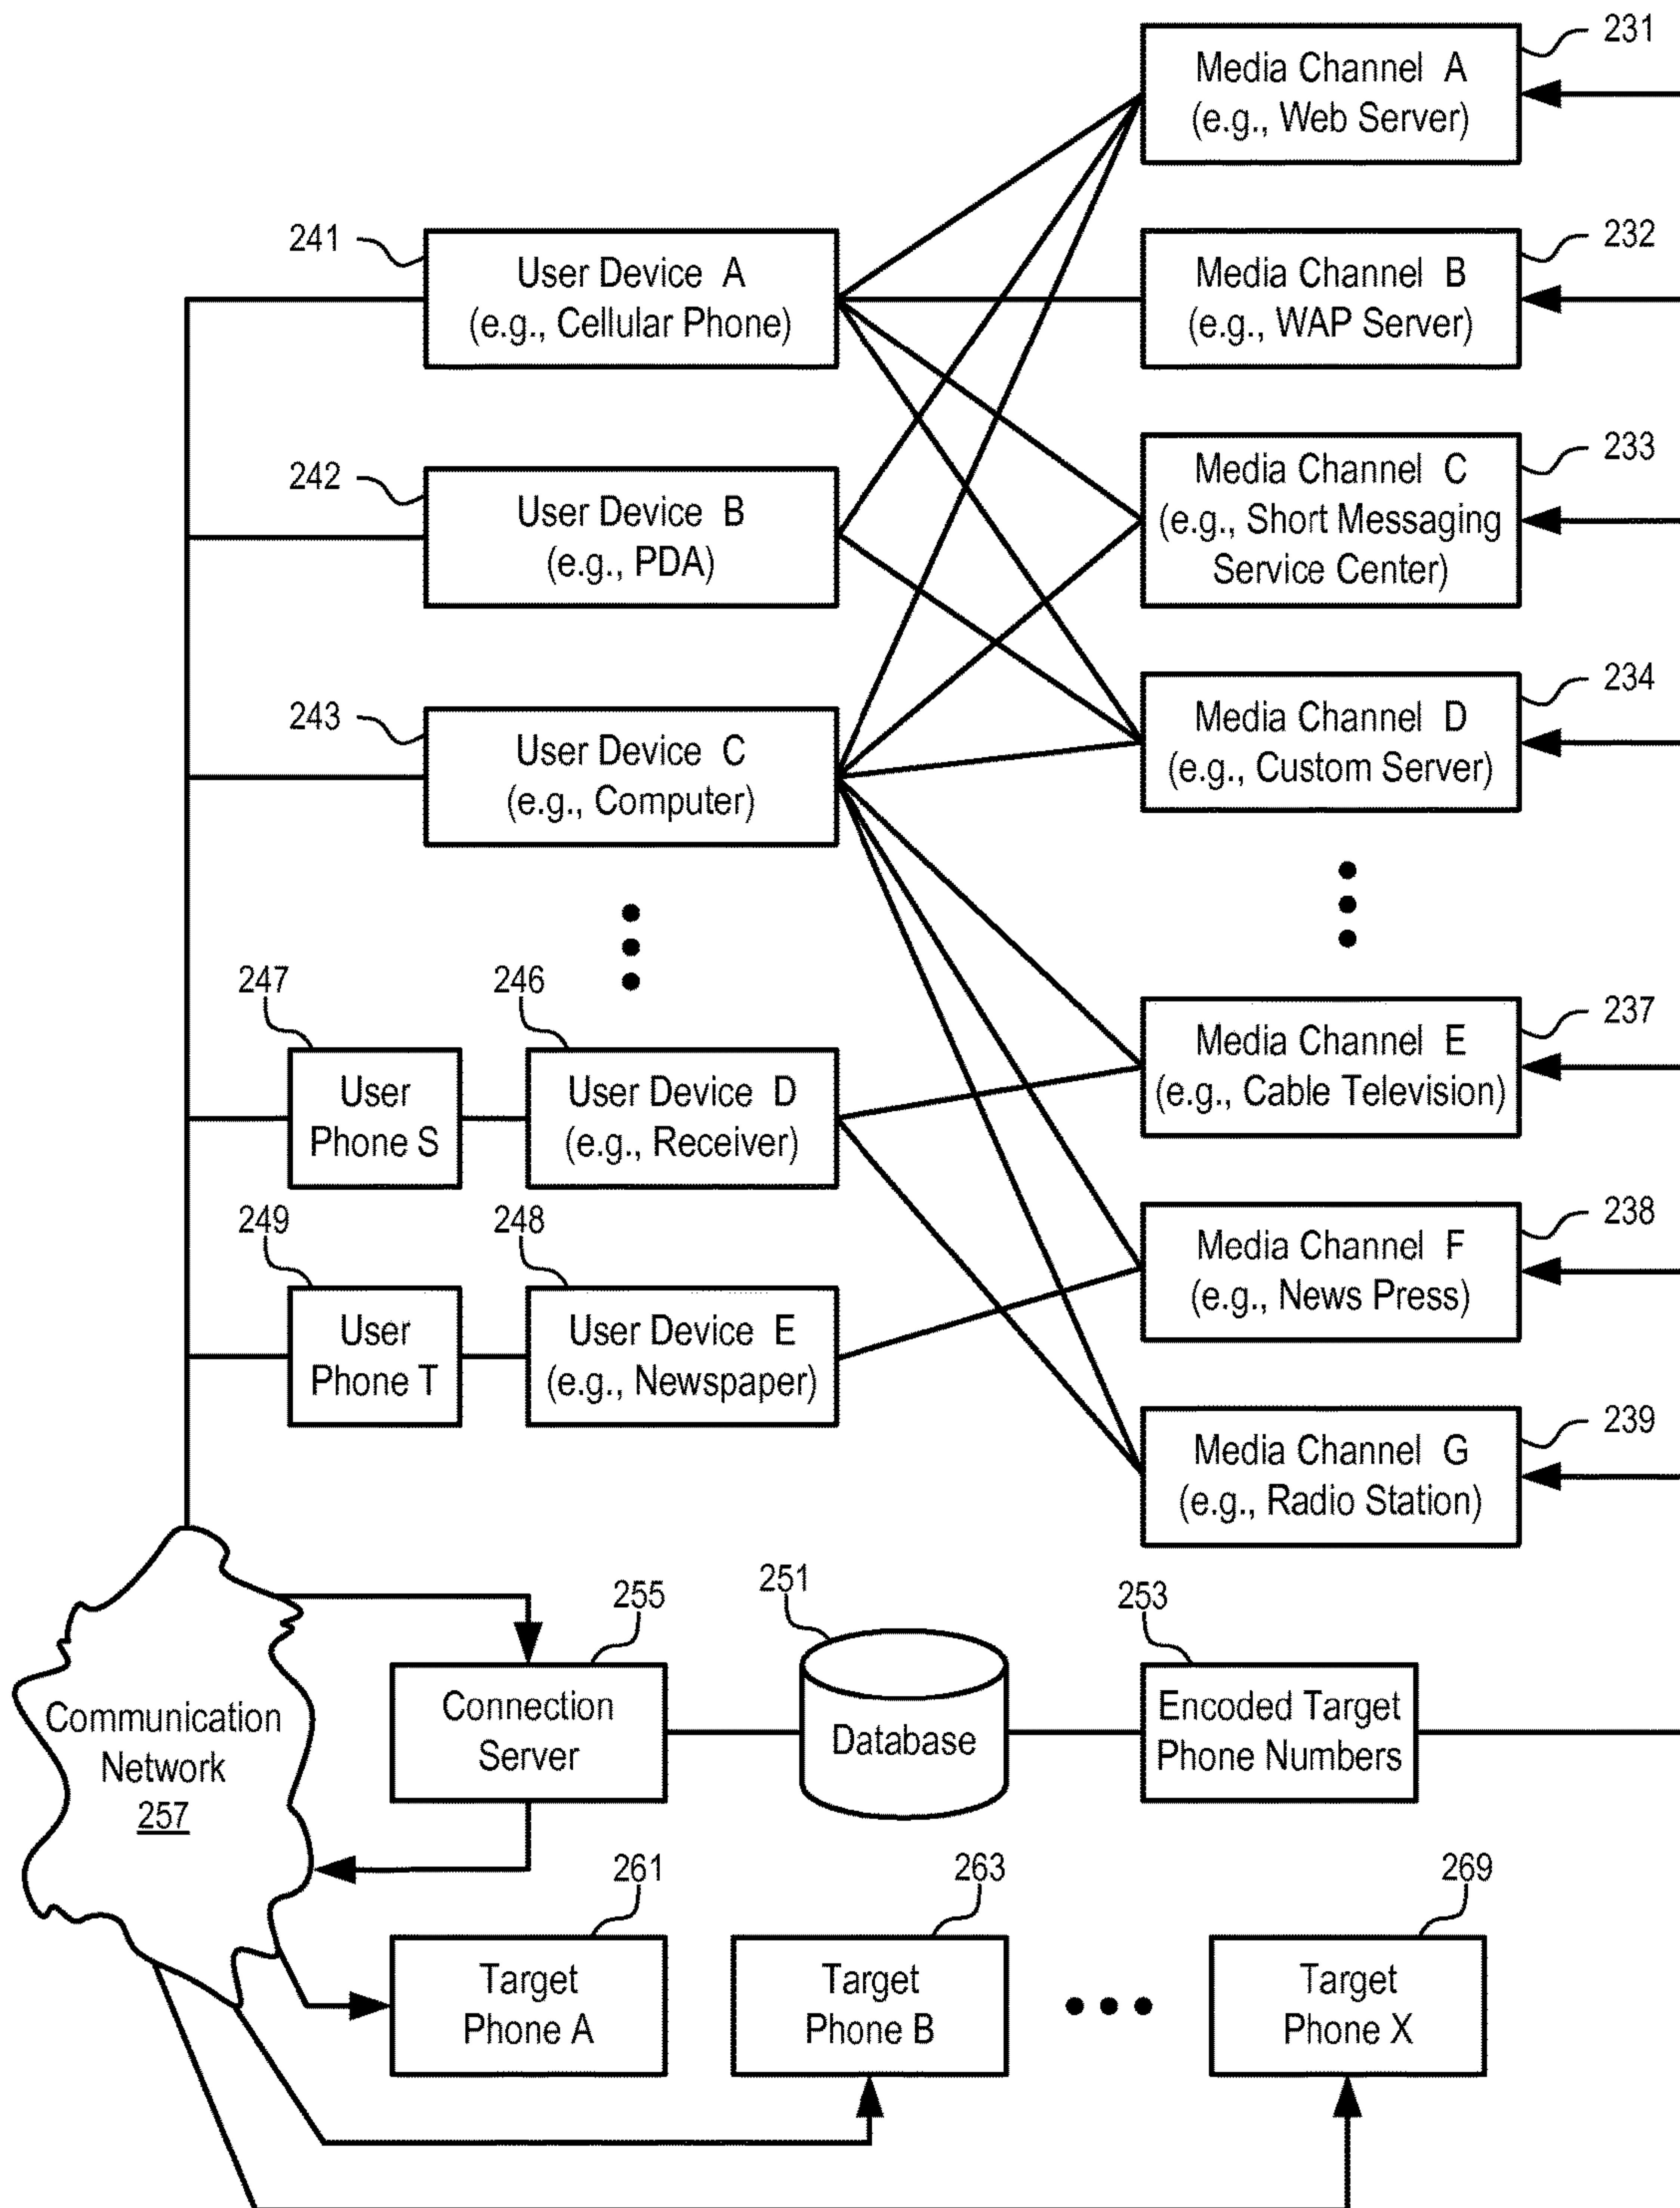 231
Media Channel A
(e.g., Web Server)
241
User Device A
(e.g., Cellular Phone)
232
Media Channel B
(e.g., WAP Server)
242
User Device B
(e.g., PDA)
233
Media Channel C
(e.g., Short Messaging
Service Center)
243
User Device C
(e.g., Computer)
234
Media Channel D
(e.g., Custom Server)
247
User
Phone S
246
User Device D
(e.g., Receiver)
237
Media Channel E
(e.g., Cable Television)
249
User
Phone T
248
User Device E
(e.g., Newspaper)
238
Media Channel F
(e.g., News Press)
239
Media Channel G
(e.g., Radio Station)
Communication
Network
257
255
Connection
Server
251
Database
253
Encoded Target
Phone Numbers
261
Target
Phone A
263
Target
Phone B
269
Target
Phone X